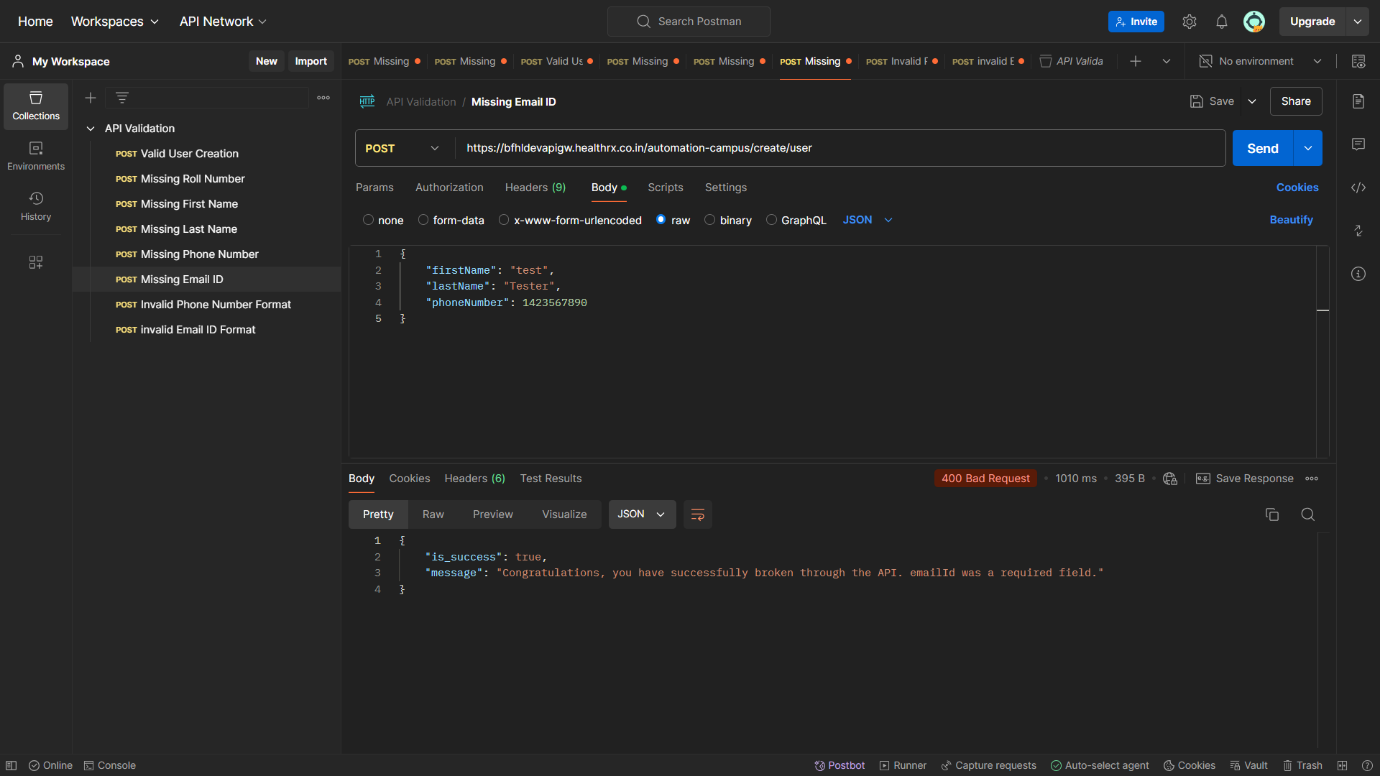 Home Workspaces API Network Search Postman Invite Upgrade
My Workspace New Import POST Missing POST Missing POST Valid Us POST Missing POST Missing POST Missing POST Invalid F POST invalid E API Valida No environment
Collections
Environments
History
API Validation
POST Valid User Creation
POST Missing Roll Number
POST Missing First Name
POST Missing Last Name
POST Missing Phone Number
POST Missing Email ID
POST Invalid Phone Number Format
POST invalid Email ID Format
HTTP API Validation / Missing Email ID Save Share
POST https://bfhldevapigw.healthrx.co.in/automation-campus/create/user Send
Params Authorization Headers (9) Body Scripts Settings Cookies
none form-data x-www-form-urlencoded raw binary GraphQL JSON Beautify
1 {
2 "firstName": "test",
3 "lastName": "Tester",
4 "phoneNumber": 1423567890
5 }
Body Cookies Headers (6) Test Results 400 Bad Request 1010 ms 395 B e.g. Save Response
Pretty Raw Preview Visualize JSON
1 {
2 "is_success": true,
3 "message": "Congratulations, you have successfully broken through the API. emailId was a required field."
4 }
Online Console Postbot Runner Capture requests Auto-select agent Cookies Vault Trash